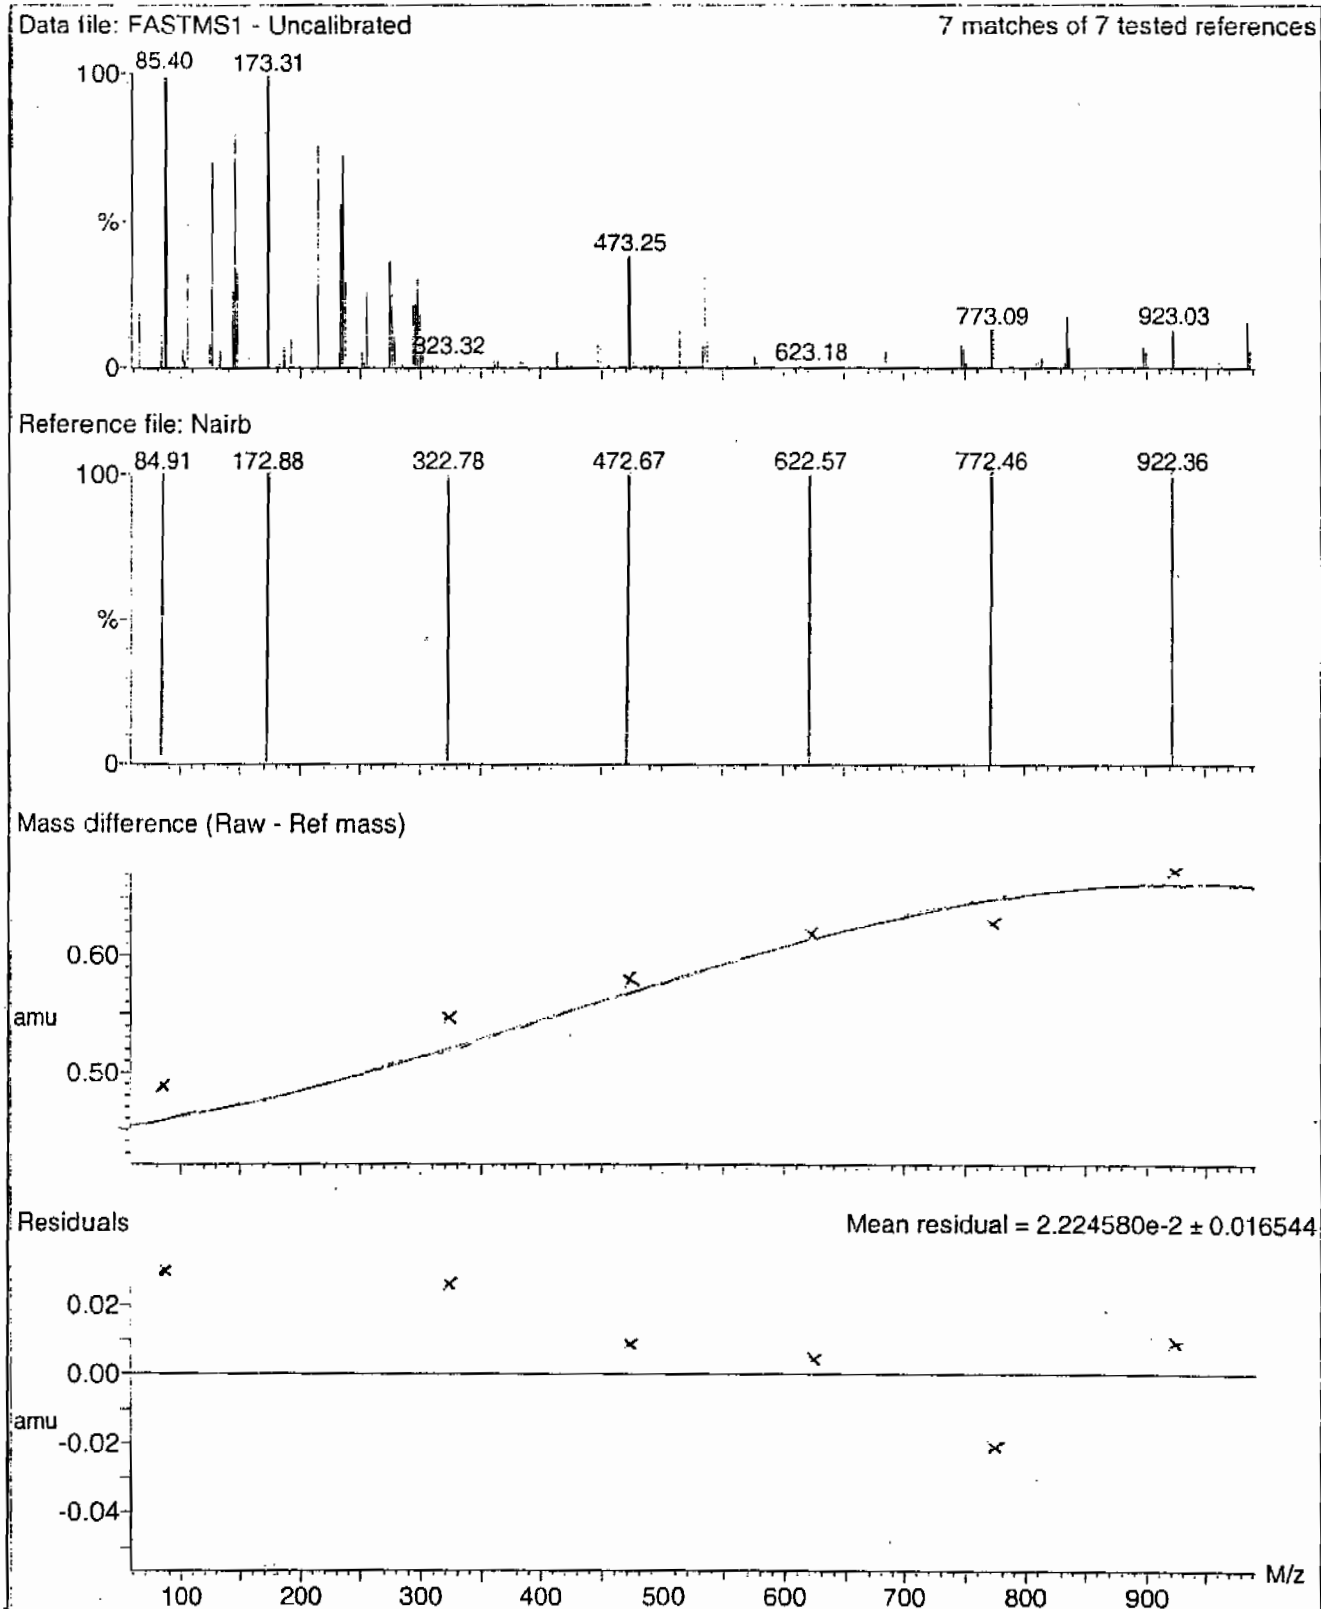 Data file: FASTMS1 - Uncalibrated 7 matches of 7 tested references
85.40 173.31
100
%
473.25
773.09 923.03
323.32 623.18
0
Reference file: Nairb
84.91 172.88 322.78 472.67 622.57 772.46 922.36
100
%
0
Mass difference (Raw - Ref mass)
0.60
amu
0.50
Residuals Mean residual = 2.224580e-2 ± 0.016544
0.02
0.00
amu
-0.02
-0.04
M/z
100 200 300 400 500 600 700 800 900